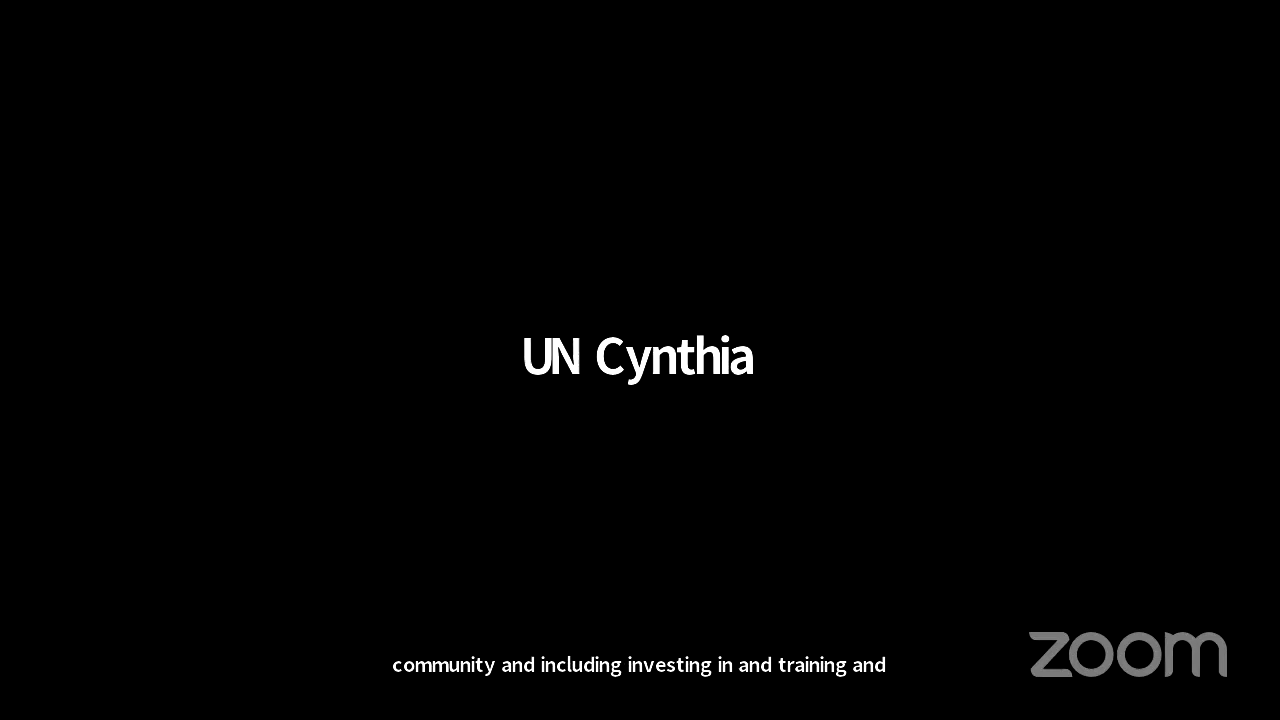 UN Cynthia
community and including investing in and training and
zoom